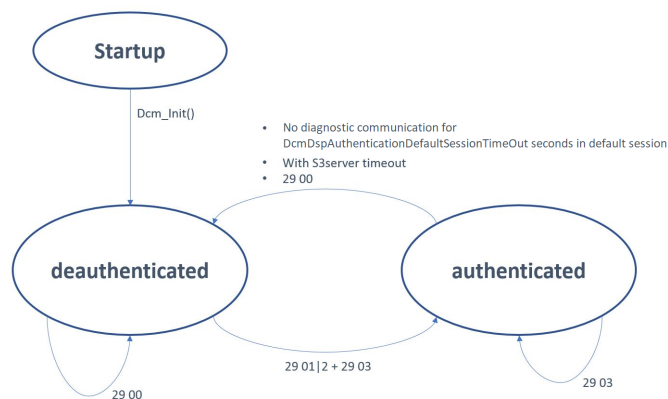 Startup
Dcm_Init()
• No diagnostic communication for
DcmDspAuthenticationDefaultSessionTimeOut seconds in default session
• With S3server timeout
• 29 00
deauthenticated
authenticated
29 01|2 + 29 03
29 00
29 03